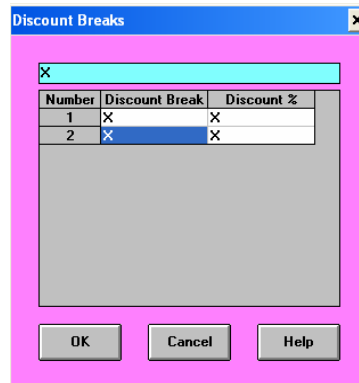 Discount Breaks
X
Number Discount Break Discount %
1 X X
2 X X
OK Cancel Help